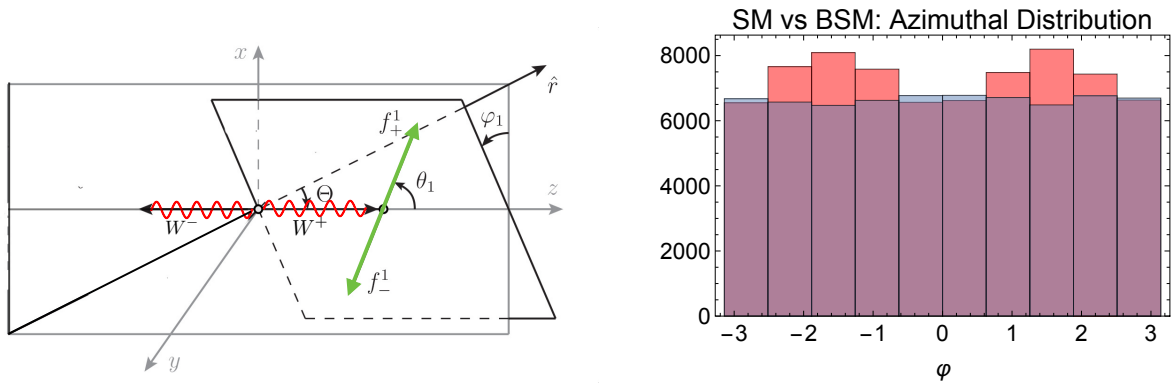 x
r̂
f₊¹
φ₁
Θ
θ₁
z
W⁻
W⁺
f₋¹
y
SM vs BSM: Azimuthal Distribution
8000
6000
4000
2000
0
-3 -2 -1 0 1 2 3
φ